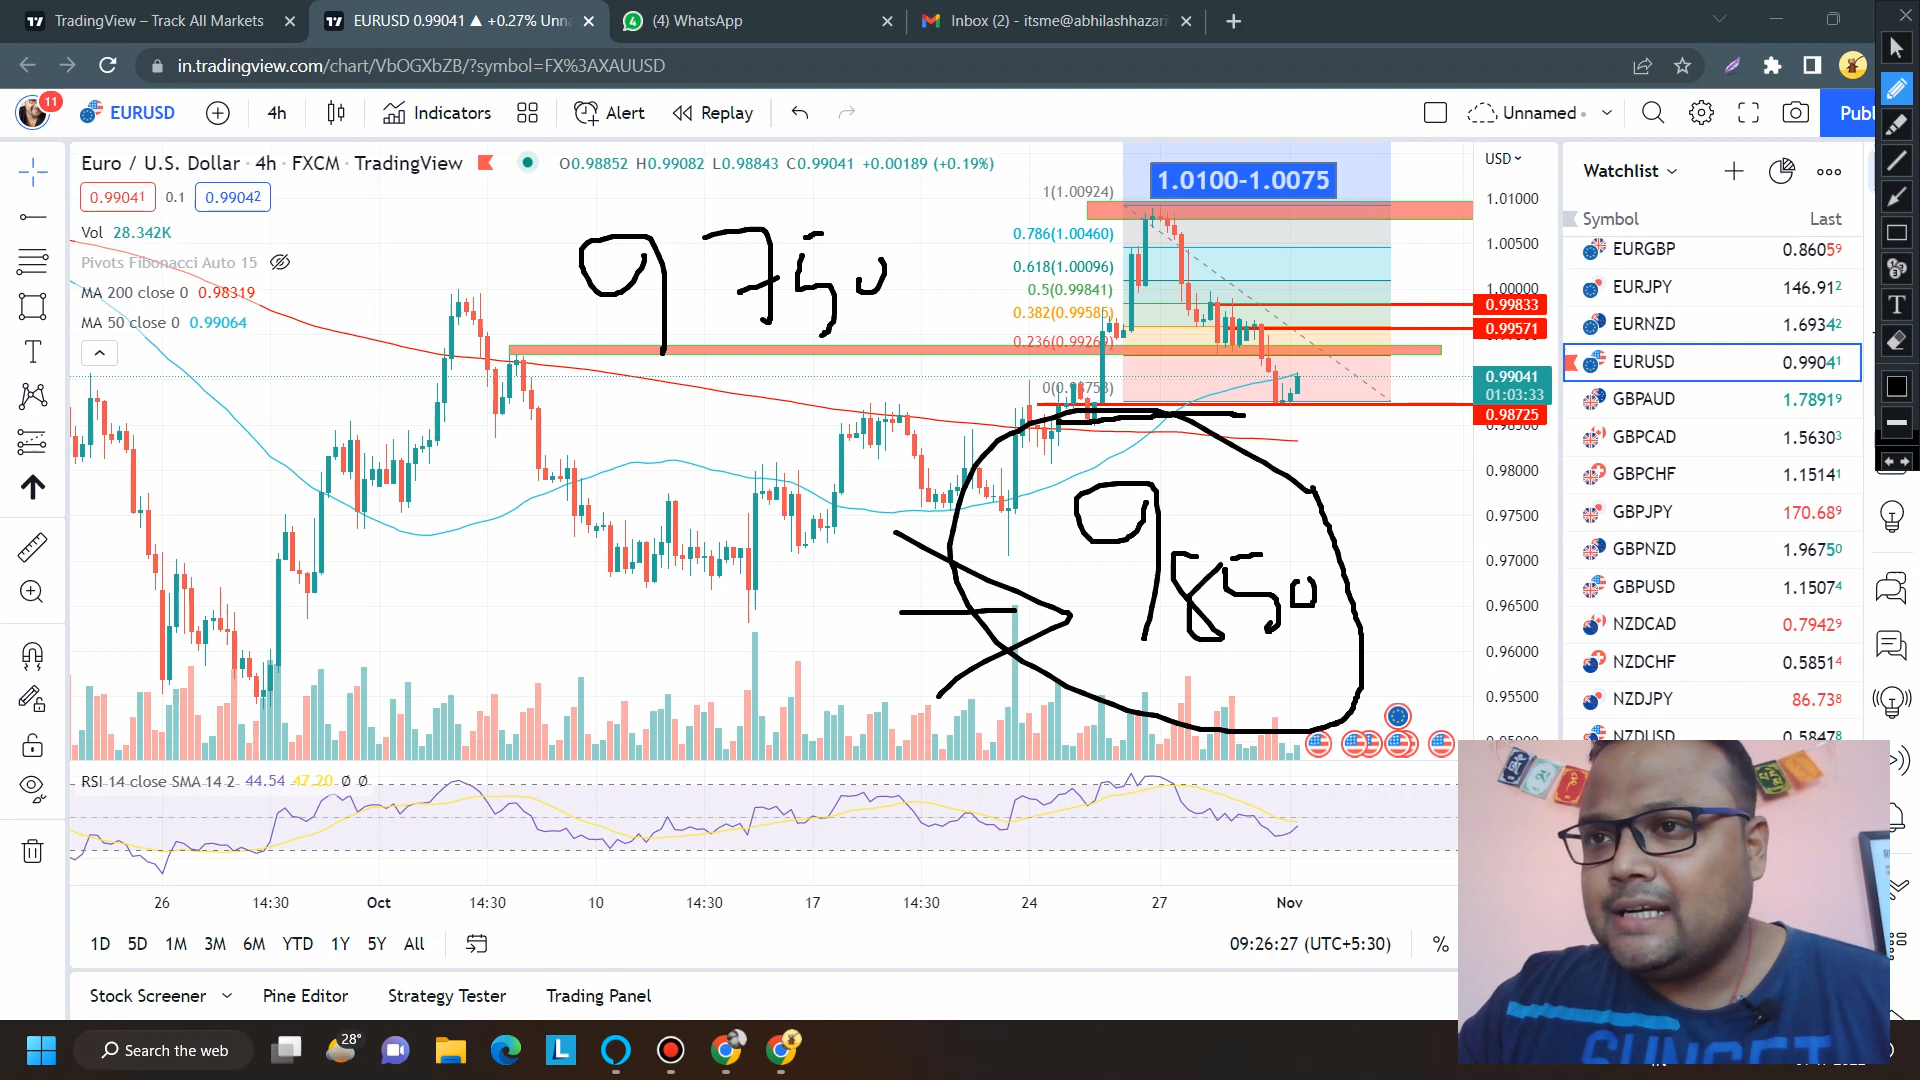 TradingView – Track All Markets
EURUSD 0.99041 ▲ +0.27% Unn
(4) WhatsApp
Inbox (2) - itsme@abhilashhazari
in.tradingview.com/chart/VbOGXbZB/?symbol=FX%3AXAUUSD
11
EURUSD
4h
Indicators
Alert
Replay
Unnamed
Publ
Euro / U.S. Dollar · 4h · FXCM · TradingView
O0.98852 H0.99082 L0.98843 C0.99041 +0.00189 (+0.19%)
0.99041
0.1
0.99042
Vol 28.342K
Pivots Fibonacci Auto 15
MA 200 close 0 0.98319
MA 50 close 0 0.99064
9750
9850
1.0100-1.0075
1(1.00924)
0.786(1.00460)
0.618(1.00096)
0.5(0.99841)
0.382(0.99585)
0.236(0.99269)
USD
1.01000
1.00500
1.00000
0.99833
0.99571
0.99041
01:03:33
0.98725
0.98000
0.97500
0.97000
0.96500
0.96000
0.95500
RSI 14 close SMA 14 2 44.54 47.20 Ø Ø
26
14:30
Oct
14:30
10
14:30
17
14:30
24
27
Nov
1D
5D
1M
3M
6M
YTD
1Y
5Y
All
09:26:27 (UTC+5:30)
%
Stock Screener
Pine Editor
Strategy Tester
Trading Panel
Watchlist
Symbol Last
EURGBP 0.86059
EURJPY 146.912
EURNZD 1.69342
EURUSD 0.99041
GBPAUD 1.78919
GBPCAD 1.56303
GBPCHF 1.15141
GBPJPY 170.689
GBPNZD 1.96750
GBPUSD 1.15074
NZDCAD 0.79429
NZDCHF 0.58514
NZDJPY 86.738
NZDUSD 0.58478
SUNSET
28°
Search the web